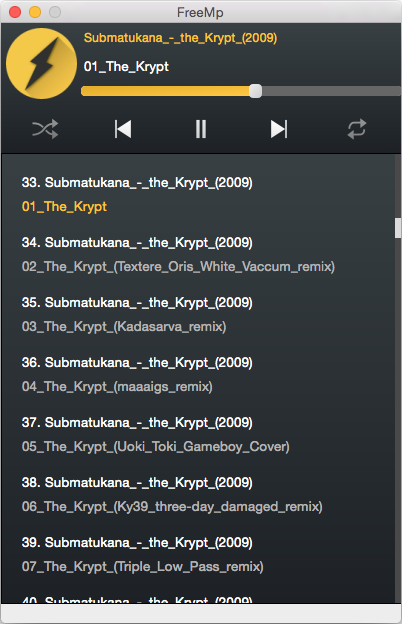 FreeMp
Submatukana_-_the_Krypt_(2009)
01_The_Krypt
33. Submatukana_-_the_Krypt_(2009)
01_The_Krypt
34. Submatukana_-_the_Krypt_(2009)
02_The_Krypt_(Textere_Oris_White_Vaccum_remix)
35. Submatukana_-_the_Krypt_(2009)
03_The_Krypt_(Kadasarva_remix)
36. Submatukana_-_the_Krypt_(2009)
04_The_Krypt_(maaaigs_remix)
37. Submatukana_-_the_Krypt_(2009)
05_The_Krypt_(Uoki_Toki_Gameboy_Cover)
38. Submatukana_-_the_Krypt_(2009)
06_The_Krypt_(Ky39_three-day_damaged_remix)
39. Submatukana_-_the_Krypt_(2009)
07_The_Krypt_(Triple_Low_Pass_remix)
40. Submatukana_-_the_Krypt_(2009)